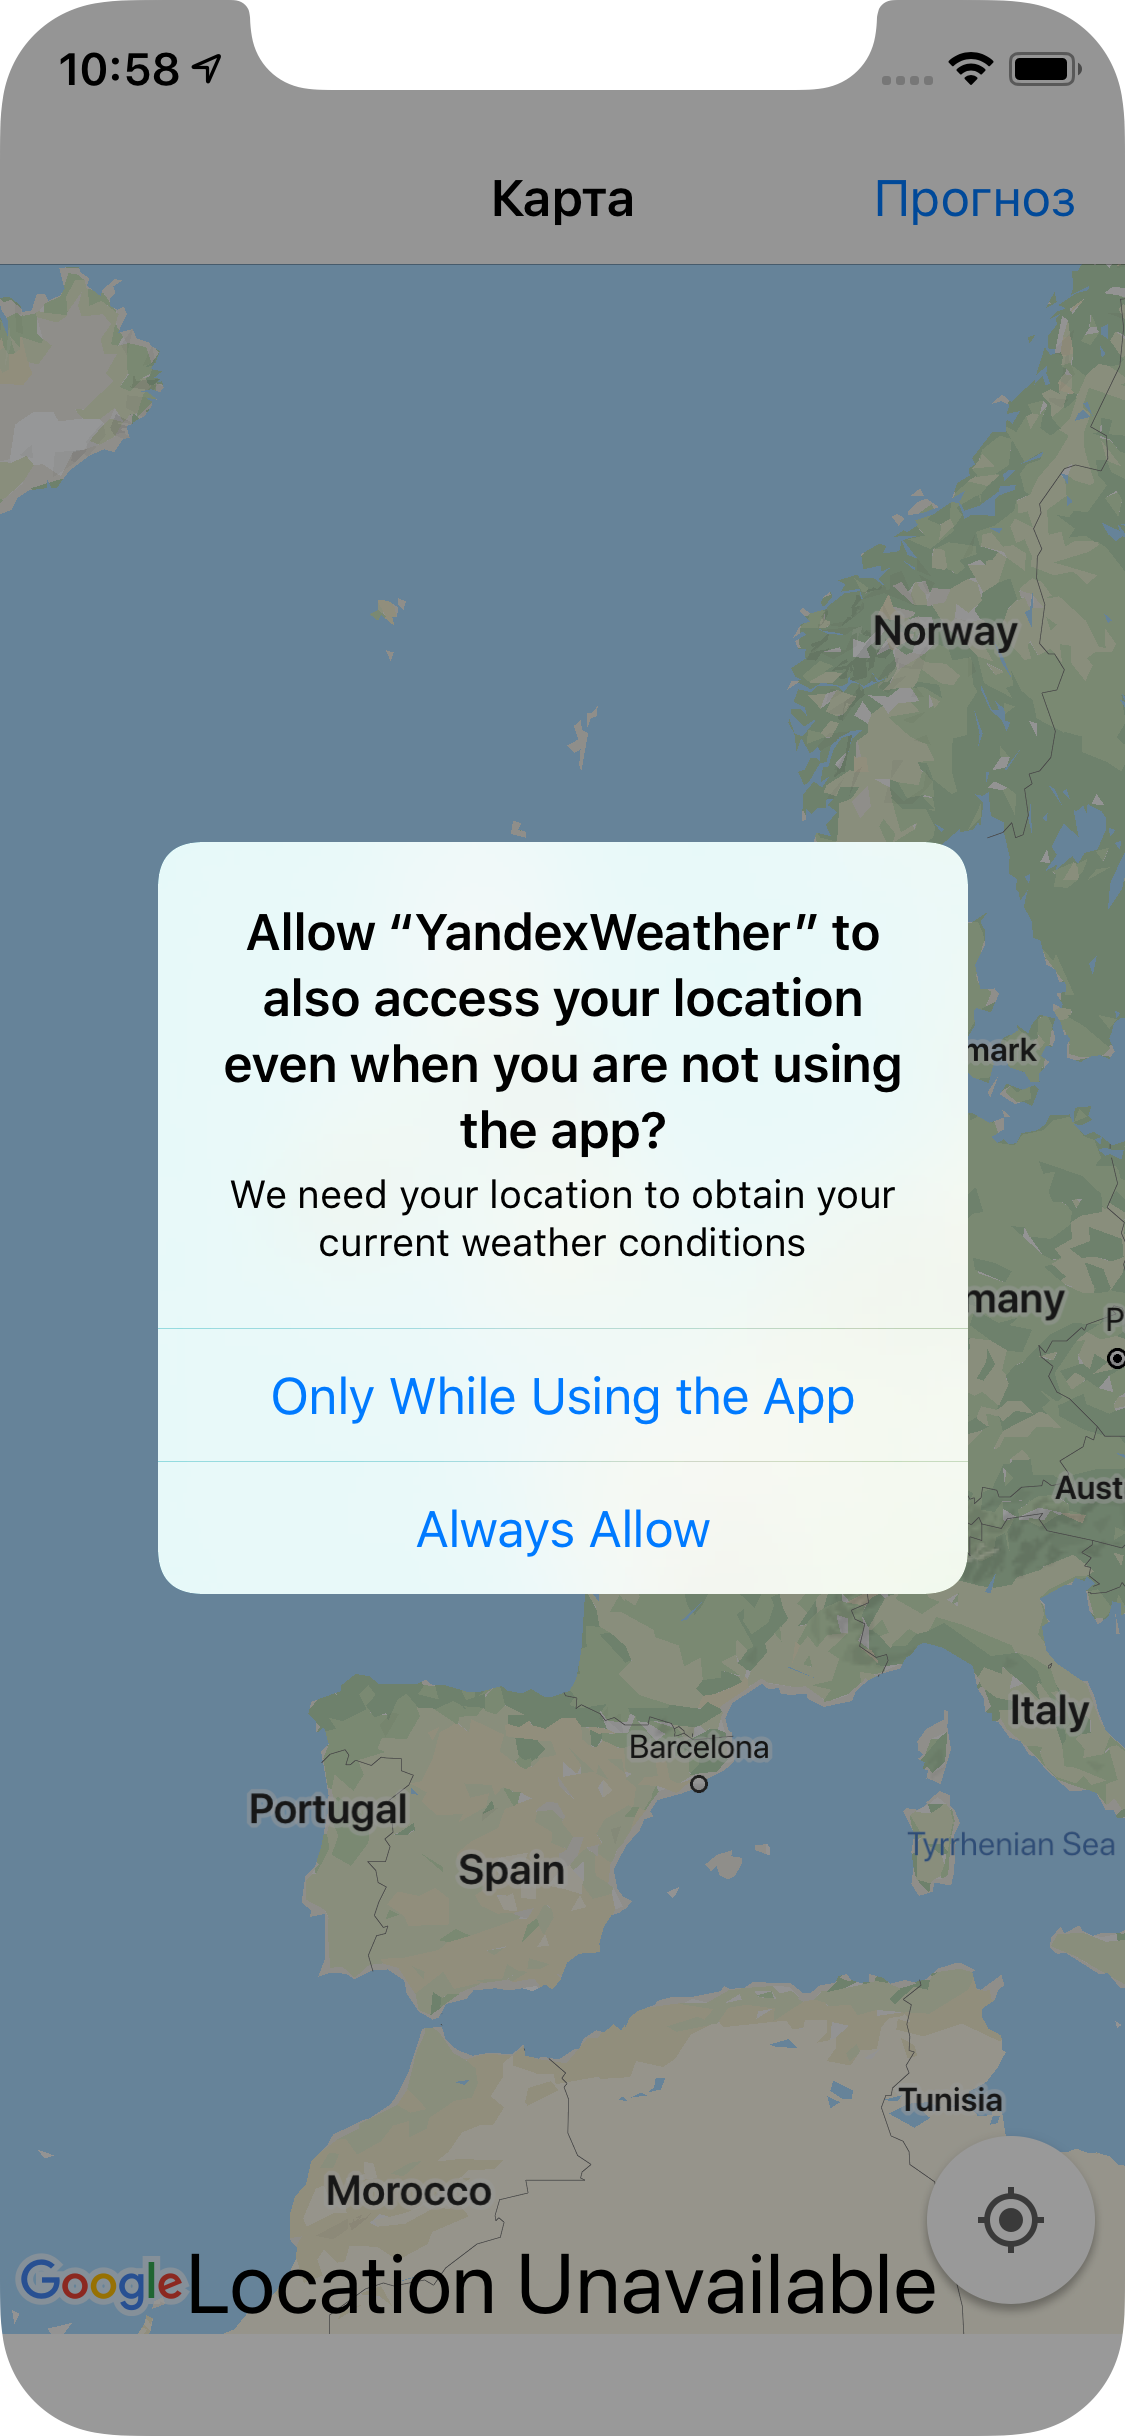 10:58
Карта
Прогноз
Norway
Allow “YandexWeather” to
also access your location
even when you are not using
the app?
We need your location to obtain your
current weather conditions
Only While Using the App
Always Allow
mark
many
P
Aust
Italy
Barcelona
Portugal
Spain
Tyrrhenian Sea
Tunisia
Morocco
Google
Location Unavailable